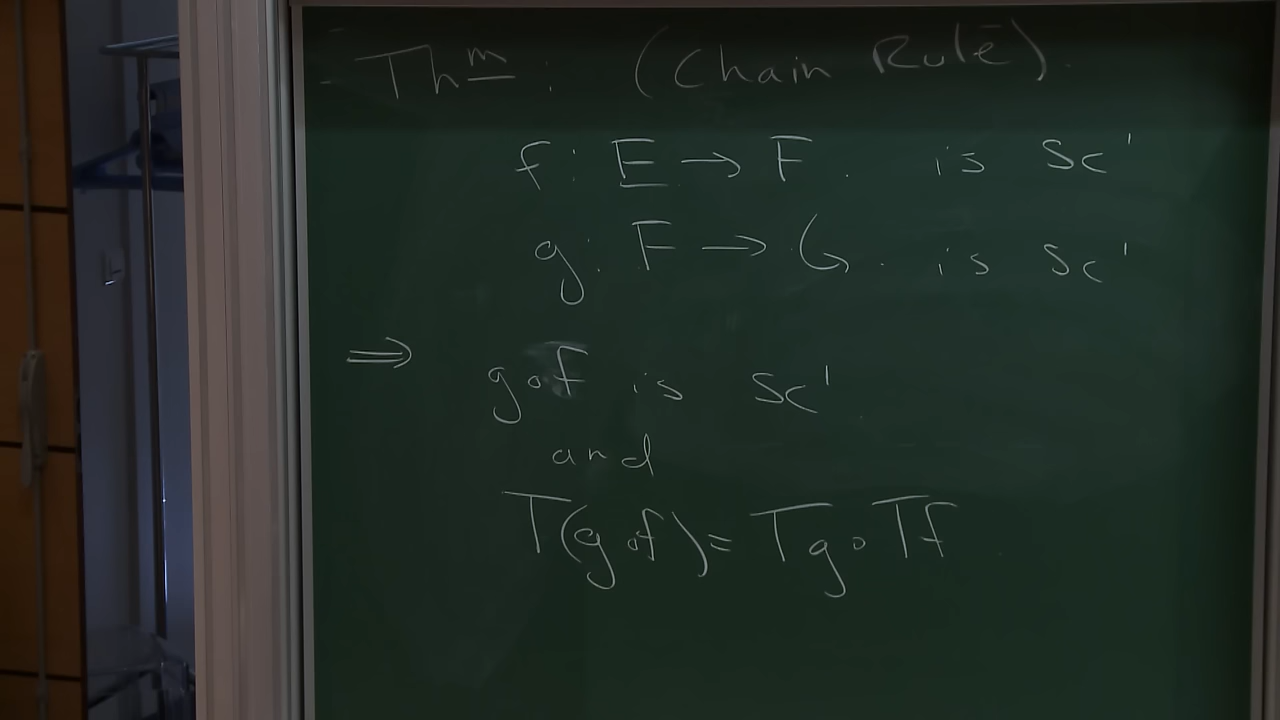 Thm : (Chain Rule).
f : E → F . is Sc¹
g : F → G . is Sc¹
⇒ g∘f is Sc¹.
and
T(g∘f) = Tg ∘ Tf